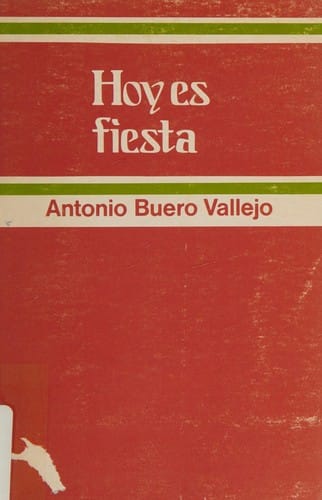 Hoy es
fiesta
Antonio Buero Vallejo